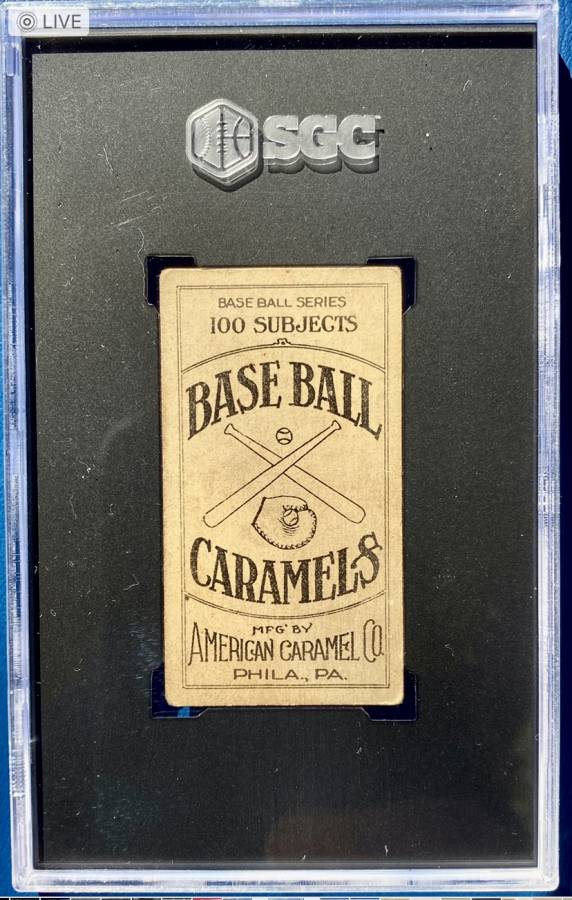 LIVE
SGC
BASE BALL SERIES
100 SUBJECTS
BASE BALL
CARAMELS
MFG' BY
AMERICAN CARAMEL CO.
PHILA., PA.